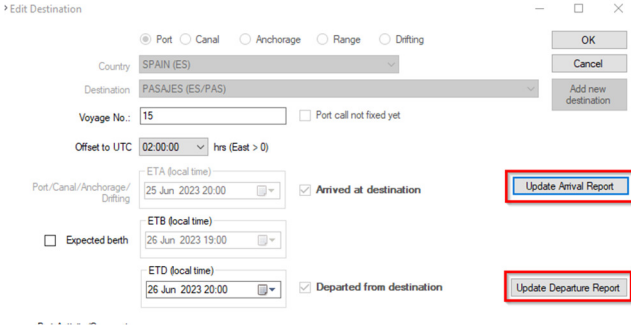 Edit Destination
Port Canal Anchorage Range Drifting OK
Country SPAIN (ES) Cancel
Destination PASAJES (ES/PAS) Add new destination
Voyage No.: 15 Port call not fixed yet
Offset to UTC 02:00:00 hrs (East > 0)
ETA (local time)
Port/Canal/Anchorage/ Drifting 25 Jun 2023 20:00 Arrived at destination Update Arrival Report
ETB (local time)
Expected berth 26 Jun 2023 19:00
ETD (local time)
26 Jun 2023 20:00 Departed from destination Update Departure Report